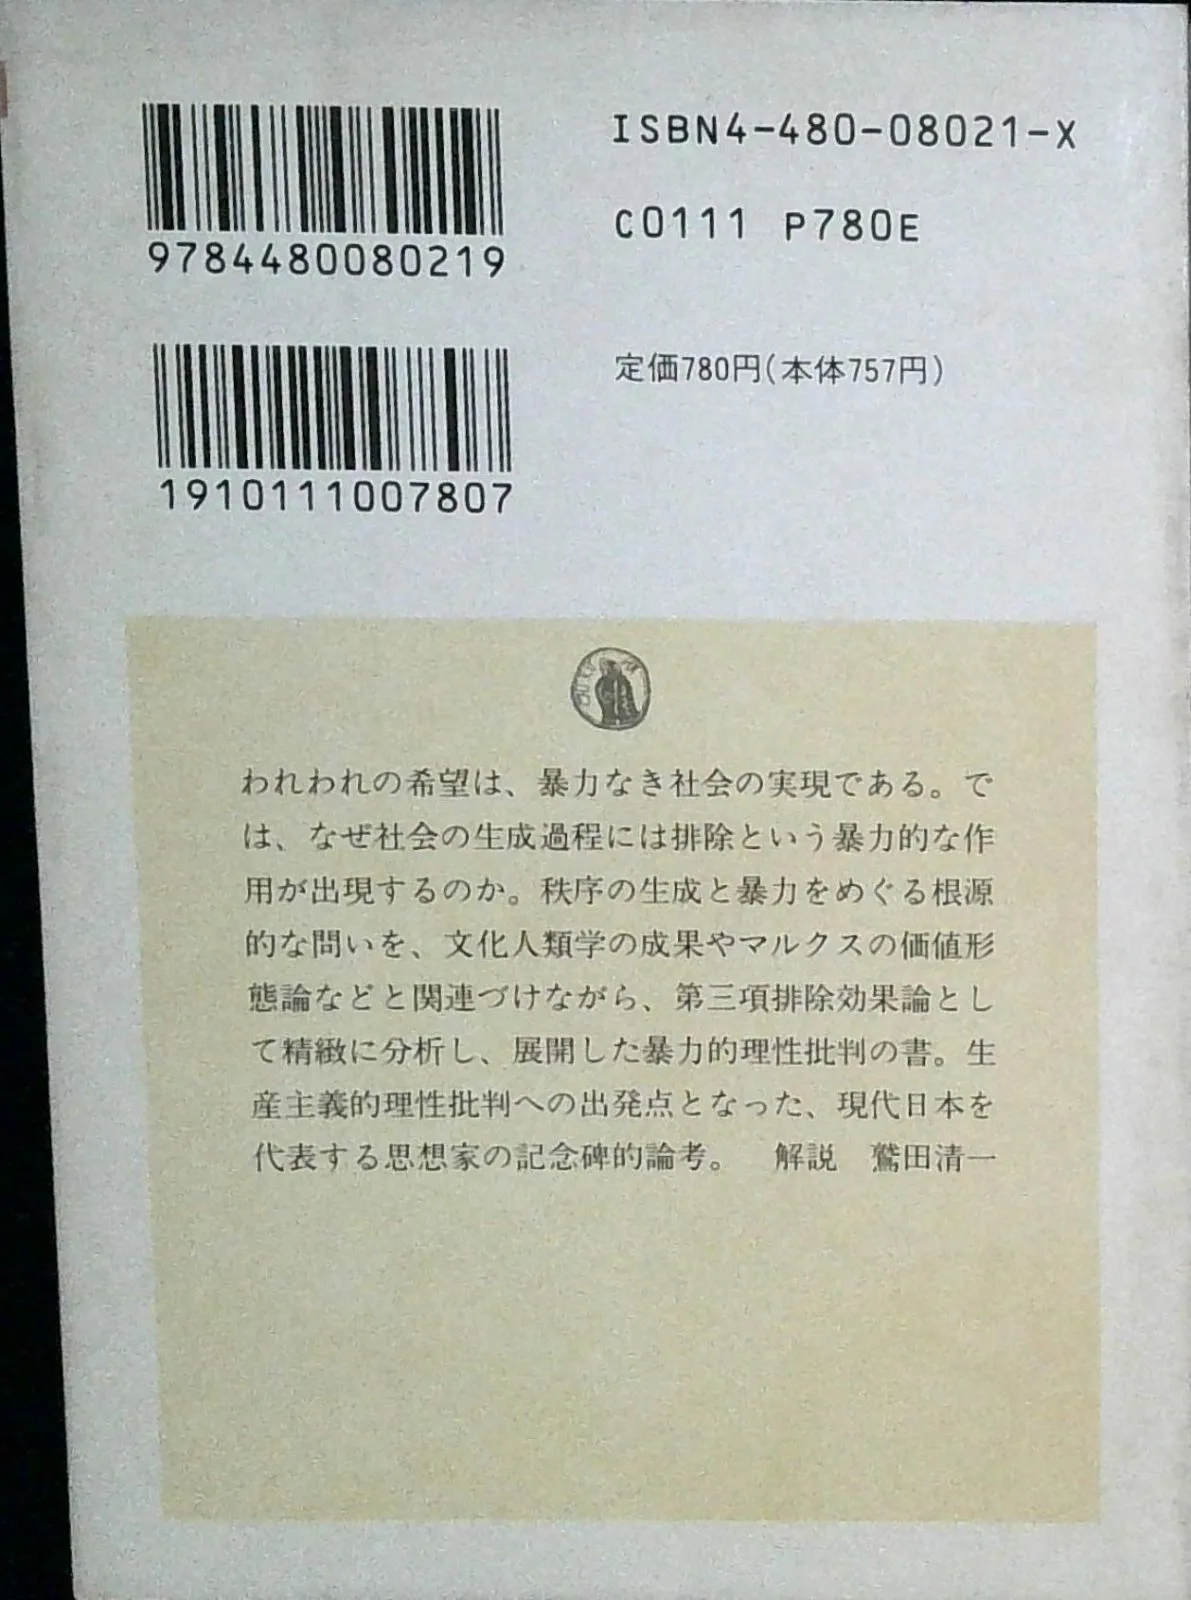 ISBN4-480-08021-X
C0111 P780E
9784480080219
定価780円(本体757円)
1910111007807
われわれの希望は、暴力なき社会の実現である。で
は、なぜ社会の生成過程には排除という暴力的な作
用が出現するのか。秩序の生成と暴力をめぐる根源
的な問いを、文化人類学の成果やマルクスの価値形
態論などと関連づけながら、第三項排除効果論とし
て精緻に分析し、展開した暴力的理性批判の書。生
産主義的理性批判への出発点となった、現代日本を
代表する思想家の記念碑的論考。　解説　鷲田清一